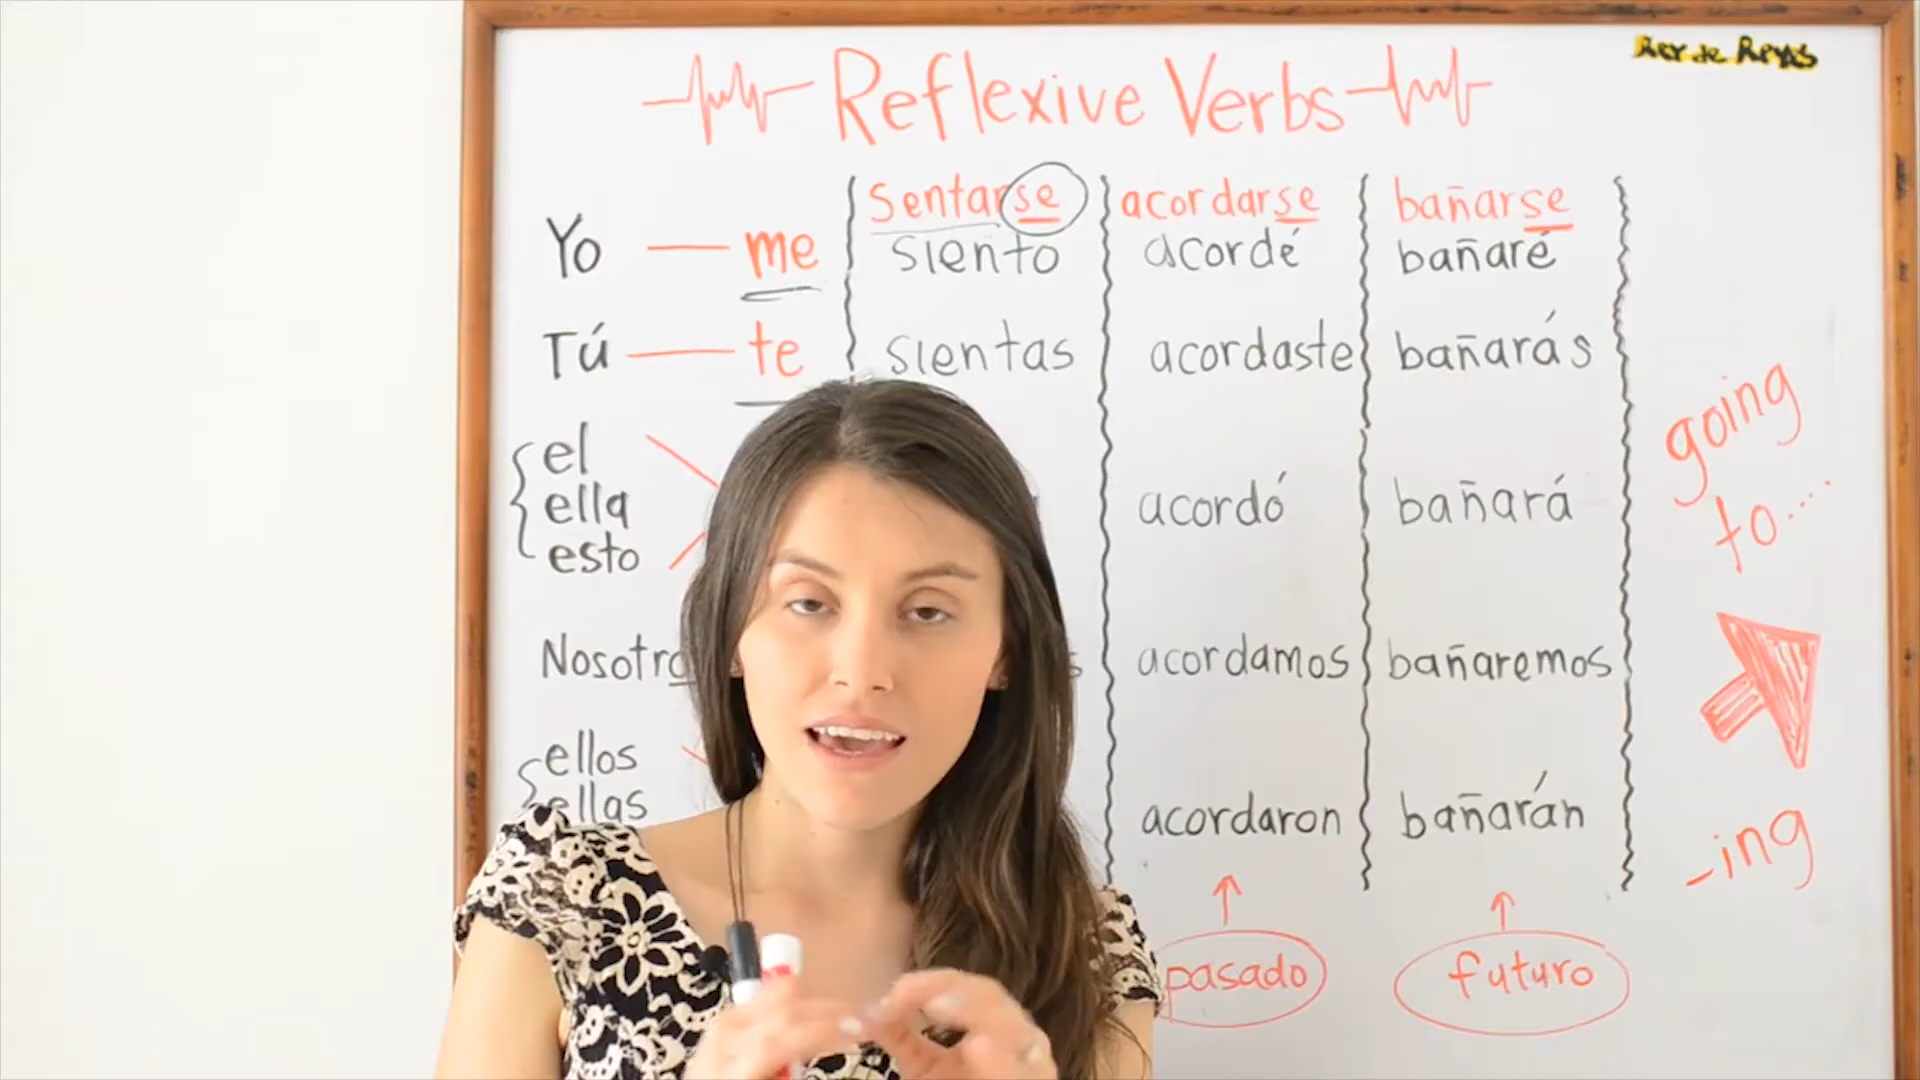 Rey de Reyes
Reflexive Verbs
sentarse acordarse bañarse
Yo — me siento acordé bañaré
Tú — te sientas acordaste bañarás
el
ella acordó bañará
esto
Nosotro acordamos bañaremos
ellos
ellas acordaron bañarán
going
to.....
-ing
pasado futuro